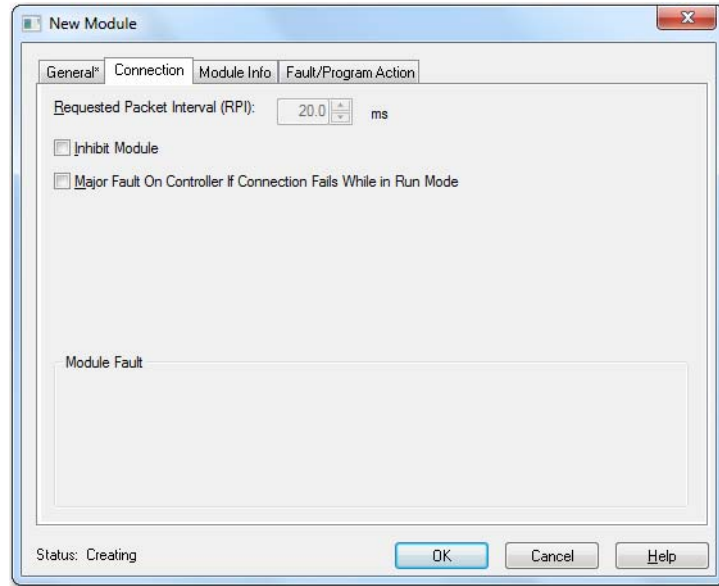 New Module
General* Connection Module Info Fault/Program Action
Requested Packet Interval (RPI): 20.0 ms
Inhibit Module
Major Fault On Controller If Connection Fails While in Run Mode
Module Fault
Status: Creating OK Cancel Help